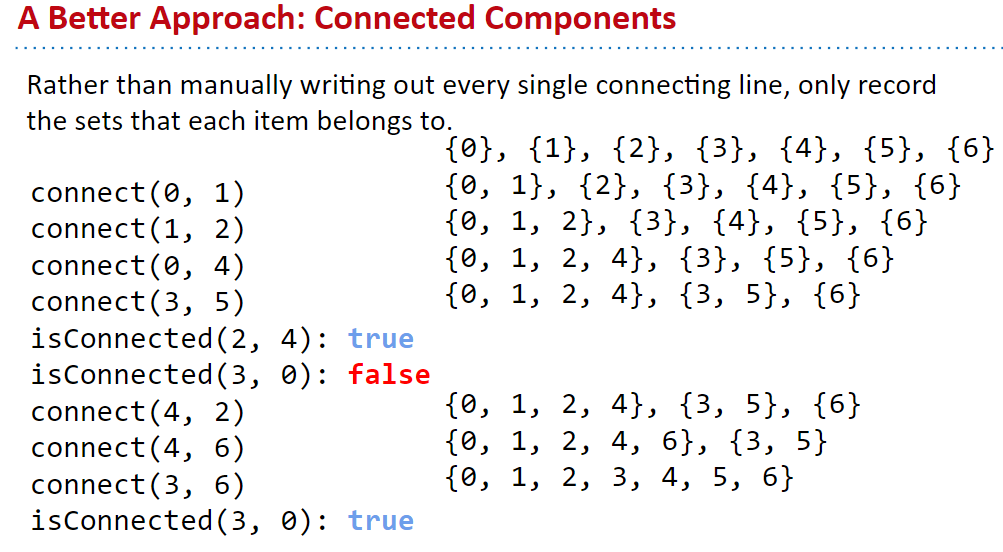 A Better Approach: Connected Components
Rather than manually writing out every single connecting line, only record
the sets that each item belongs to.
{0}, {1}, {2}, {3}, {4}, {5}, {6}
connect(0, 1) {0, 1}, {2}, {3}, {4}, {5}, {6}
connect(1, 2) {0, 1, 2}, {3}, {4}, {5}, {6}
connect(0, 4) {0, 1, 2, 4}, {3}, {5}, {6}
connect(3, 5) {0, 1, 2, 4}, {3, 5}, {6}
isConnected(2, 4): true
isConnected(3, 0): false
connect(4, 2) {0, 1, 2, 4}, {3, 5}, {6}
connect(4, 6) {0, 1, 2, 4, 6}, {3, 5}
connect(3, 6) {0, 1, 2, 3, 4, 5, 6}
isConnected(3, 0): true